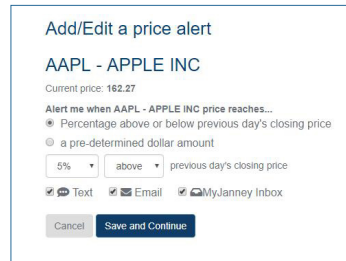 Add/Edit a price alert
AAPL - APPLE INC
Current price: 162.27
Alert me when AAPL - APPLE INC price reaches...
Percentage above or below previous day's closing price
a pre-determined dollar amount
5% above previous day's closing price
Text Email MyJanney Inbox
Cancel Save and Continue